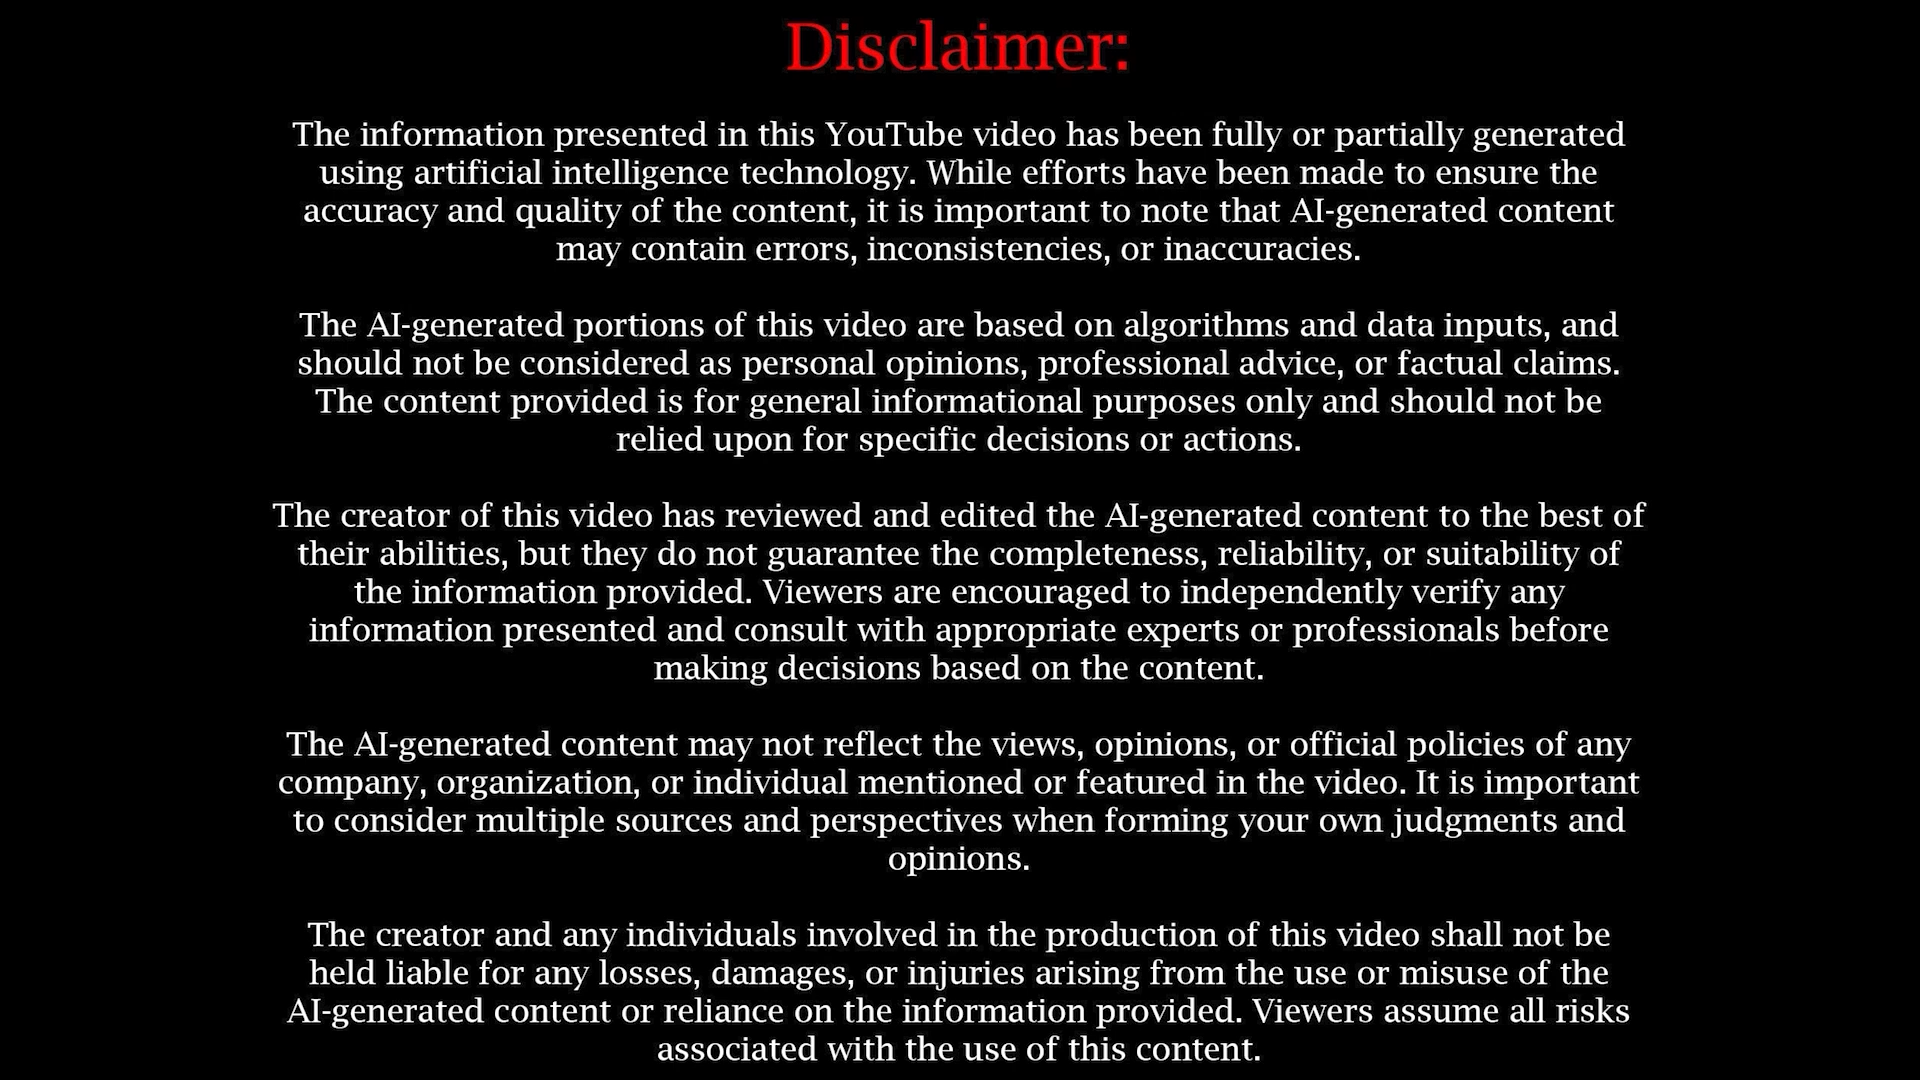 Disclaimer:
The information presented in this YouTube video has been fully or partially generated
using artificial intelligence technology. While efforts have been made to ensure the
accuracy and quality of the content, it is important to note that AI-generated content
may contain errors, inconsistencies, or inaccuracies.
The AI-generated portions of this video are based on algorithms and data inputs, and
should not be considered as personal opinions, professional advice, or factual claims.
The content provided is for general informational purposes only and should not be
relied upon for specific decisions or actions.
The creator of this video has reviewed and edited the AI-generated content to the best of
their abilities, but they do not guarantee the completeness, reliability, or suitability of
the information provided. Viewers are encouraged to independently verify any
information presented and consult with appropriate experts or professionals before
making decisions based on the content.
The AI-generated content may not reflect the views, opinions, or official policies of any
company, organization, or individual mentioned or featured in the video. It is important
to consider multiple sources and perspectives when forming your own judgments and
opinions.
The creator and any individuals involved in the production of this video shall not be
held liable for any losses, damages, or injuries arising from the use or misuse of the
AI-generated content or reliance on the information provided. Viewers assume all risks
associated with the use of this content.